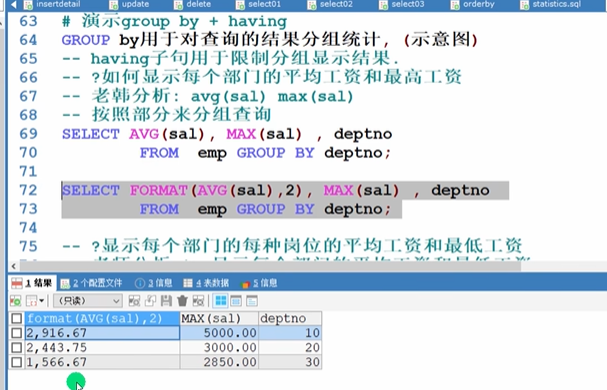 insertdetail update delete select01 select02 select03 orderby statistics.sql
63 # 演示group by + having
64 GROUP by用于对查询的结果分组统计, (示意图)
65 -- having子句用于限制分组显示结果.
66 -- ?如何显示每个部门的平均工资和最高工资
67 -- 老韩分析: avg(sal) max(sal)
68 -- 按照部分来分组查询
69 SELECT AVG(sal), MAX(sal) , deptno
70 FROM emp GROUP BY deptno;
71
72 SELECT FORMAT(AVG(sal),2), MAX(sal) , deptno
73 FROM emp GROUP BY deptno;
74
75 -- ?显示每个部门的每种岗位的平均工资和最低工资
1 结果 2 个配置文件 3 信息 4 表数据 5 信息
(只读)
format(AVG(sal),2) MAX(sal) deptno
2,916.67 5000.00 10
2,443.75 3000.00 20
1,566.67 2850.00 30